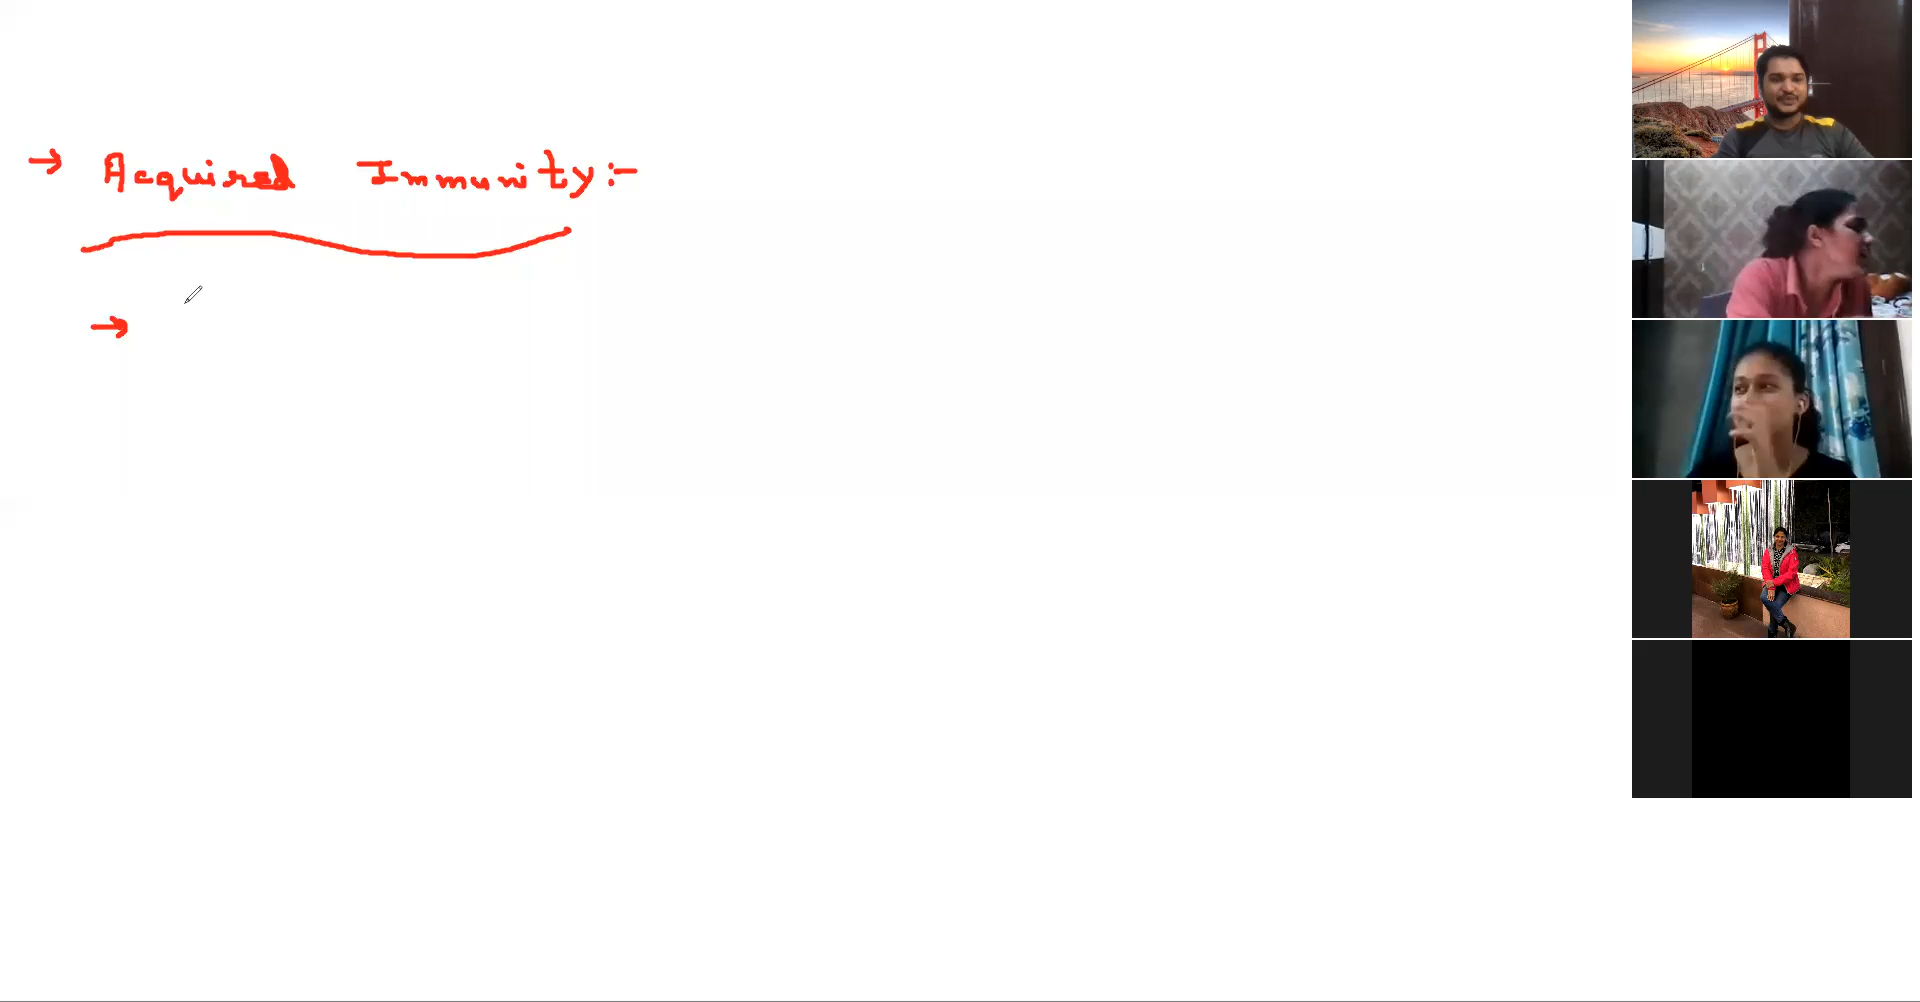 → Acquired Immunity:-
→